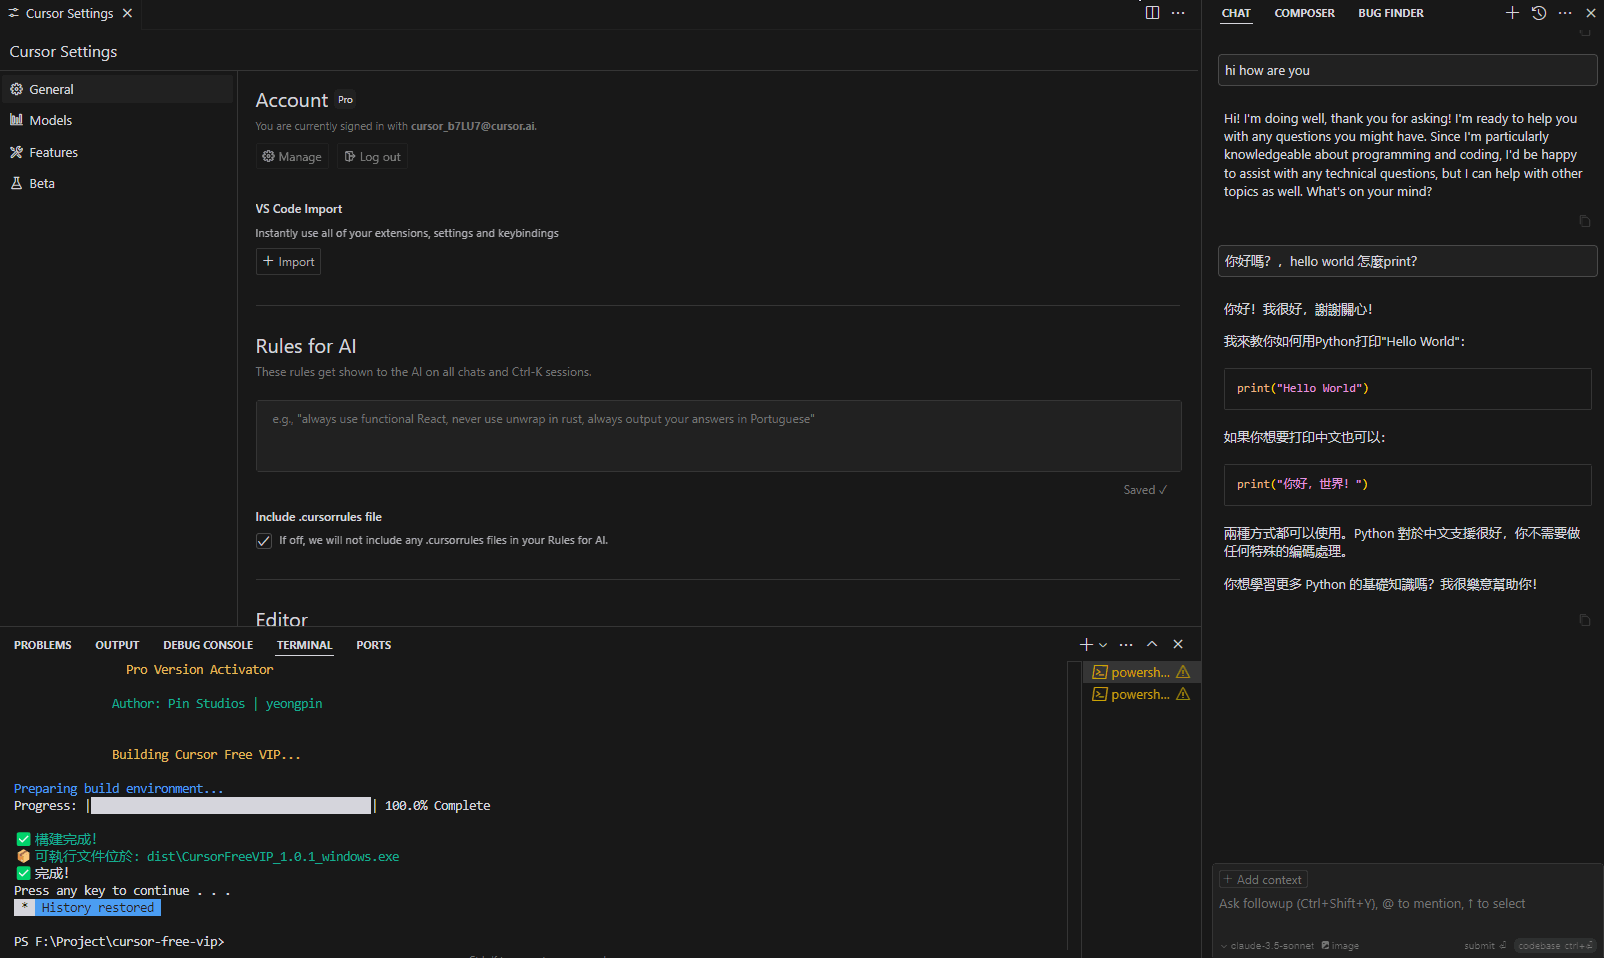 Cursor Settings
Cursor Settings
General
Models
Features
Beta
Account Pro
You are currently signed in with cursor_b7LU7@cursor.ai.
Manage
Log out
VS Code Import
Instantly use all of your extensions, settings and keybindings
+ Import
Rules for AI
These rules get shown to the AI on all chats and Ctrl-K sessions.
e.g., "always use functional React, never use unwrap in rust, always output your answers in Portuguese"
Saved ✓
Include .cursorrules file
If off, we will not include any .cursorrules files in your Rules for AI.
Editor
PROBLEMS OUTPUT DEBUG CONSOLE TERMINAL PORTS
Pro Version Activator
Author: Pin Studios | yeongpin
Building Cursor Free VIP...
Preparing build environment...
Progress: | | 100.0% Complete
✅ 構建完成！
📦 可執行文件位於: dist\CursorFreeVIP_1.0.1_windows.exe
✅ 完成！
Press any key to continue . . .
* History restored
PS F:\Project\cursor-free-vip>
powersh...
powersh...
CHAT COMPOSER BUG FINDER
hi how are you
Hi! I'm doing well, thank you for asking! I'm ready to help you
with any questions you might have. Since I'm particularly
knowledgeable about programming and coding, I'd be happy
to assist with any technical questions, but I can help with other
topics as well. What's on your mind?
你好嗎？，hello world 怎麼print?
你好！我很好，謝謝關心！
我來教你如何用Python打印"Hello World"：
print("Hello World")
如果你想要打印中文也可以：
print("你好，世界！")
兩種方式都可以使用。Python 對於中文支援很好，你不需要做
任何特殊的編碼處理。
你想學習更多 Python 的基礎知識嗎？我很樂意幫助你！
+ Add context
Ask followup (Ctrl+Shift+Y), @ to mention, ↑ to select
claude-3.5-sonnet image submit codebase ctrl+